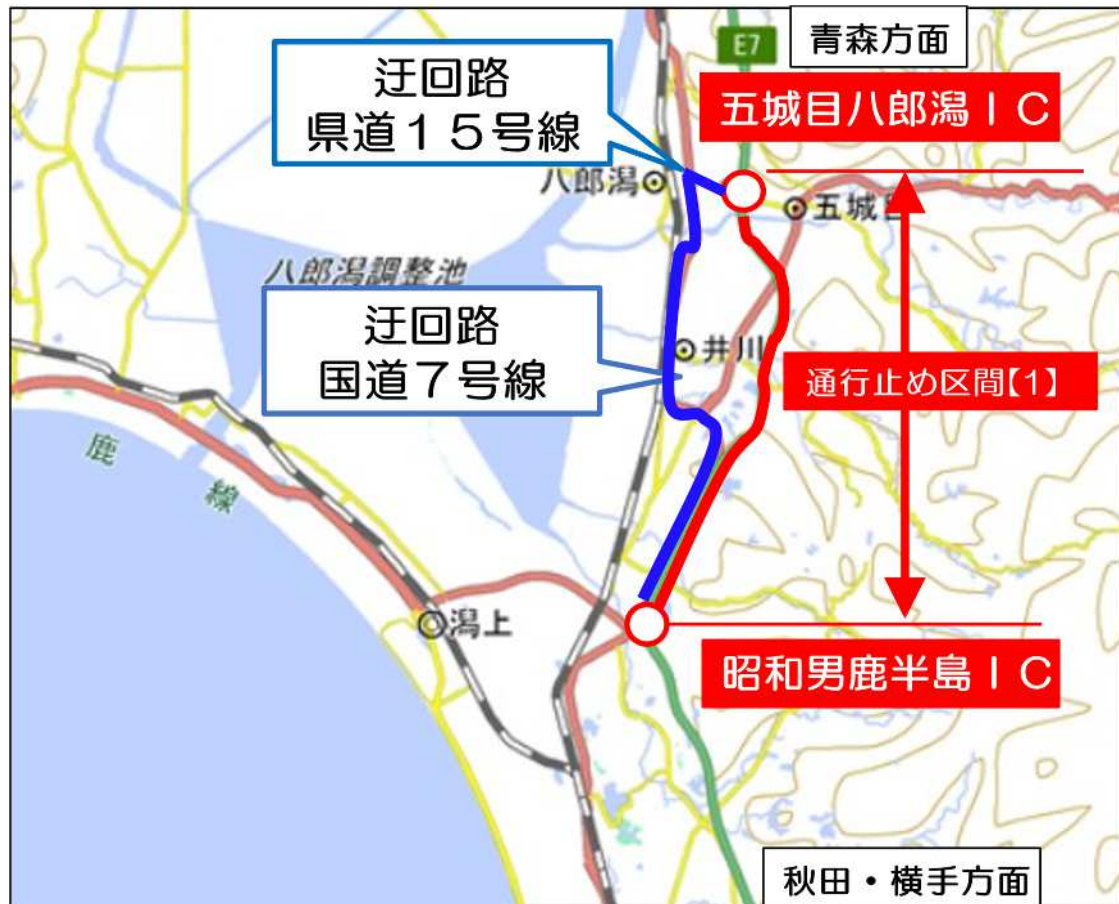 E7
青森方面
迂回路
県道15号線
五城目八郎潟IC
八郎潟
五城目
八郎潟調整池
迂回路
国道7号線
井川
通行止め区間【1】
鹿
線
潟上
昭和男鹿半島IC
秋田・横手方面